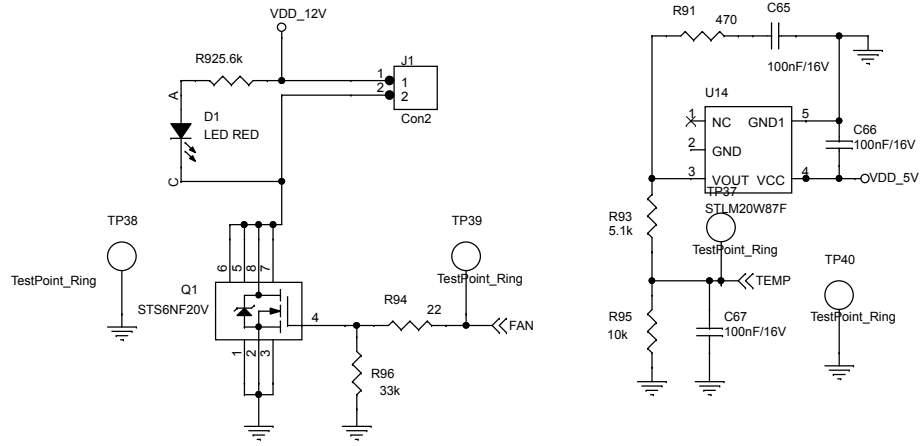 VDD_12V
R925.6k
J1
1
1
2
2
Con2
A
D1
LED RED
C
TP38
TestPoint_Ring
TP39
TestPoint_Ring
6
5
8
7
Q1
STS6NF20V
4
R94
22
FAN
1
2
3
R96
33k
R91
470
C65
100nF/16V
U14
1
NC
GND1
5
2
GND
3
VOUT
VCC
4
C66
100nF/16V
VDD_5V
TP37
STLM20W87F
R93
5.1k
TestPoint_Ring
TEMP
TP40
TestPoint_Ring
R95
10k
C67
100nF/16V